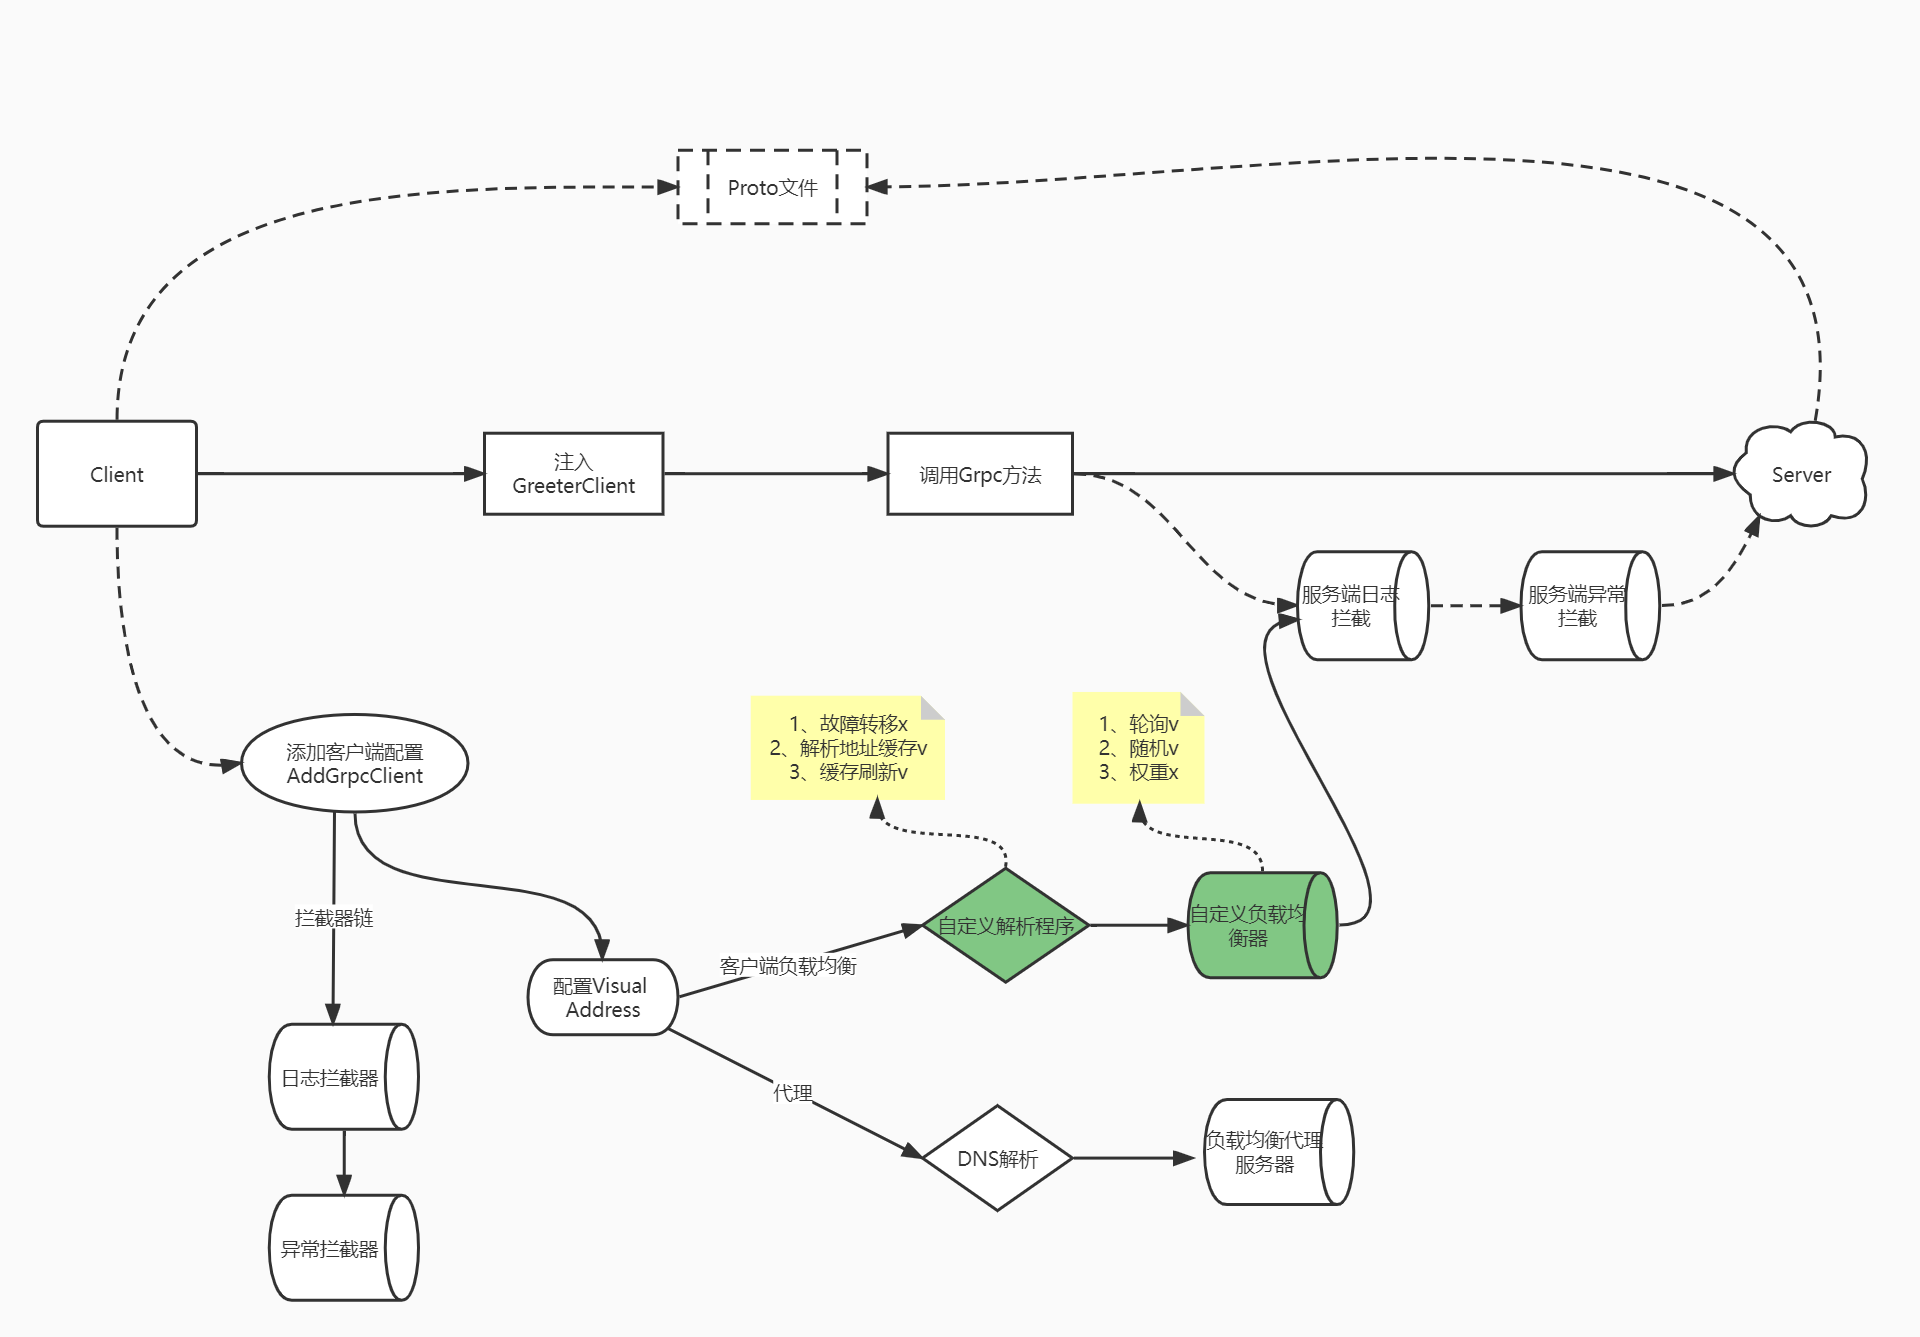 Proto文件
Client
注入
GreeterClient
调用Grpc方法
Server
服务端日志
拦截
服务端异常
拦截
添加客户端配置
AddGrpcClient
1、故障转移x
2、解析地址缓存v
3、缓存刷新v
1、轮询v
2、随机v
3、权重x
拦截器链
自定义解析程序
自定义负载均
衡器
客户端负载均衡
配置Visual
Address
日志拦截器
代理
DNS解析
负载均衡代理
服务器
异常拦截器